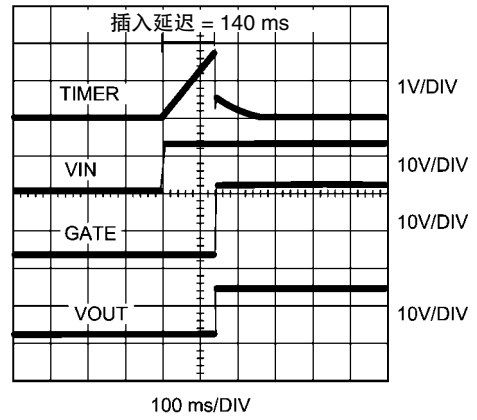 插入延迟 = 140 ms
TIMER
1V/DIV
VIN
10V/DIV
GATE
10V/DIV
VOUT
10V/DIV
100 ms/DIV